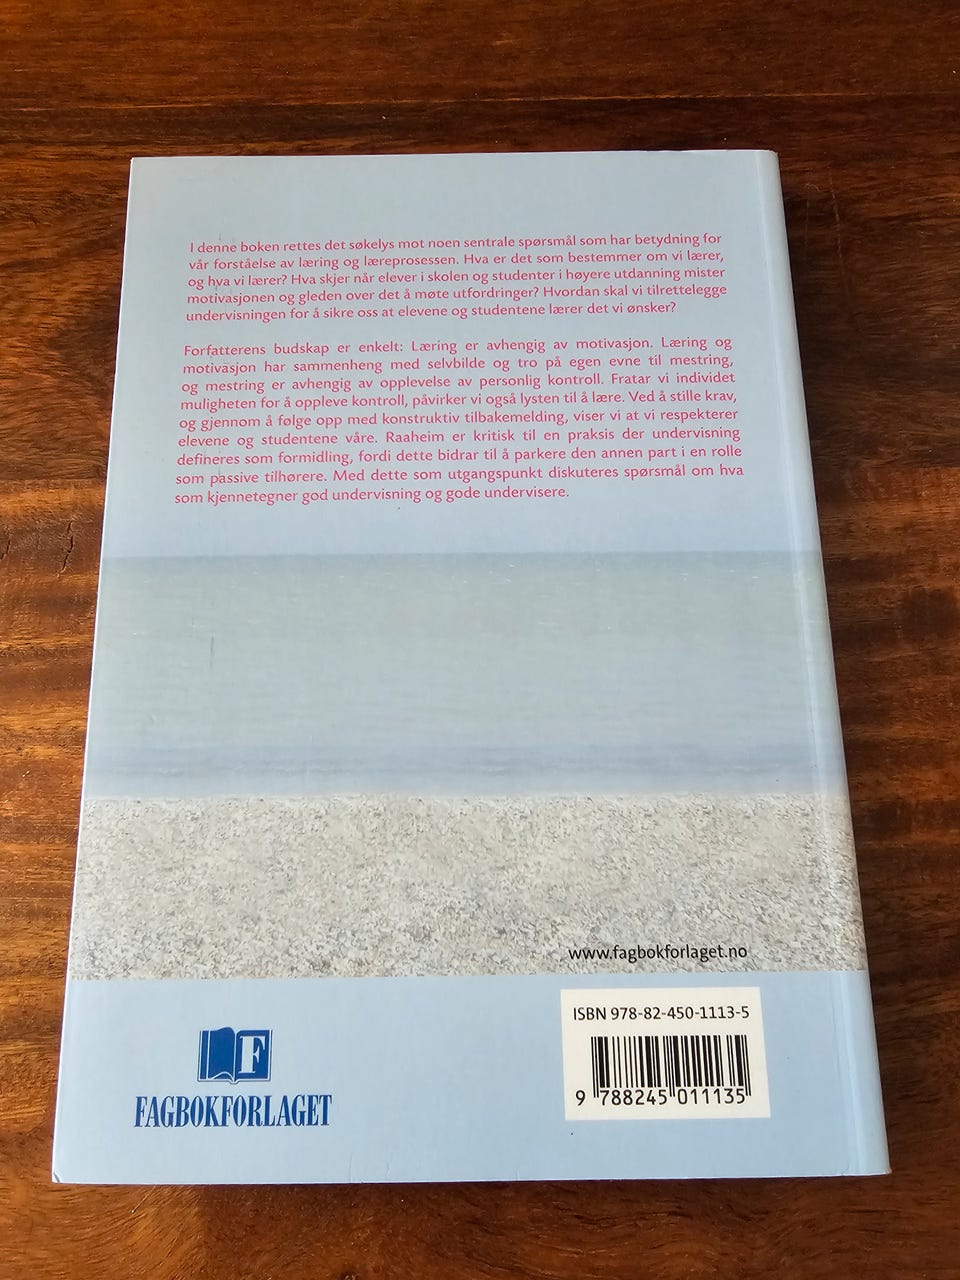 I denne boken rettes det søkelys mot noen sentrale spørsmål som har betydning for
vår forståelse av læring og læreprosessen. Hva er det som bestemmer om vi lærer,
og hva vi lærer? Hva skjer når elever i skolen og studenter i høyere utdanning mister
motivasjonen og gleden over det å møte utfordringer? Hvordan skal vi tilrettelegge
undervisningen for å sikre oss at elevene og studentene lærer det vi ønsker?
Forfatterens budskap er enkelt: Læring er avhengig av motivasjon. Læring og
motivasjon har sammenheng med selvbilde og tro på egen evne til mestring,
og mestring er avhengig av opplevelse av personlig kontroll. Fratar vi individet
muligheten for å oppleve kontroll, påvirker vi også lysten til å lære. Ved å stille krav,
og gjennom å følge opp med konstruktiv tilbakemelding, viser vi at vi respekterer
elevene og studentene våre. Raaheim er kritisk til en praksis der undervisning
defineres som formidling, fordi dette bidrar til å parkere den annen part i en rolle
som passive tilhørere. Med dette som utgangspunkt diskuteres spørsmål om hva
som kjennetegner god undervisning og gode undervisere.
www.fagbokforlaget.no
ISBN 978-82-450-1113-5
9 788245 011135
F
FAGBOKFORLAGET